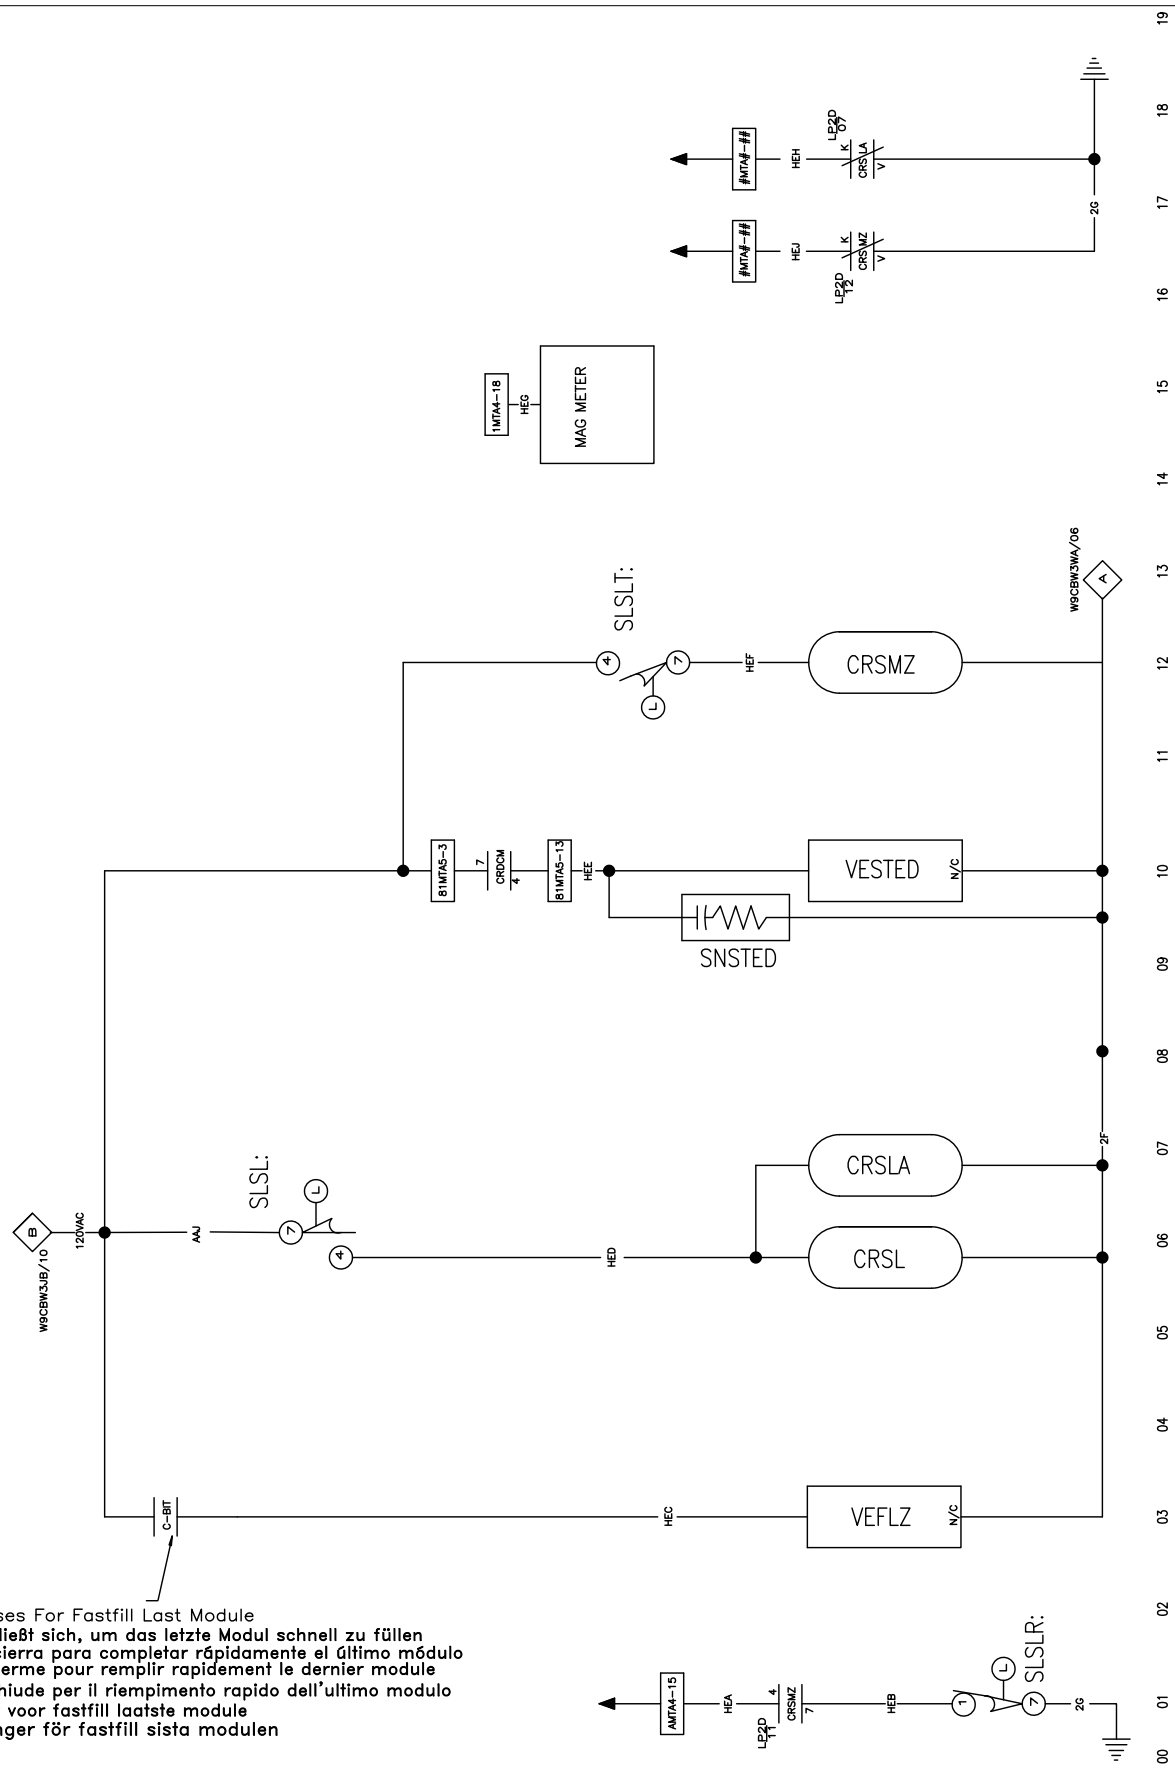 19
18
17
16
15
14
13
12
11
10
09
08
07
06
05
04
03
02
01
00
LP2D
07
#MTA#-##
HEH
K
CRSLA
V
2G
#MTA#-##
HEJ
K
CRSMZ
V
LP2D
12
1MTA4-18
HEG
MAG METER
W9CBW3WA/06
A
SLSLT:
4
7
L
HEF
CRSMZ
81MTA5-3
7
CRDCM
4
81MTA5-13
HEE
VESTED
N/C
SNSTED
2F
SLSL:
B
W9CBW3JB/10
120VAC
AAJ
7
L
4
HED
CRSLA
CRSL
C-BIT
HEC
VEFLZ
N/C
ses For Fastfill Last Module
ließt sich, um das letzte Modul schnell zu füllen
cierra para completar rápidamente el último módulo
erme pour remplir rapidement le dernier module
hiude per il riempimento rapido dell'ultimo modulo
voor fastfill laatste module
nger för fastfill sista modulen
AMTA4-15
HEA
4
CRSMZ
7
LP2D
11
HEB
1
7
L
SLSLR:
2G